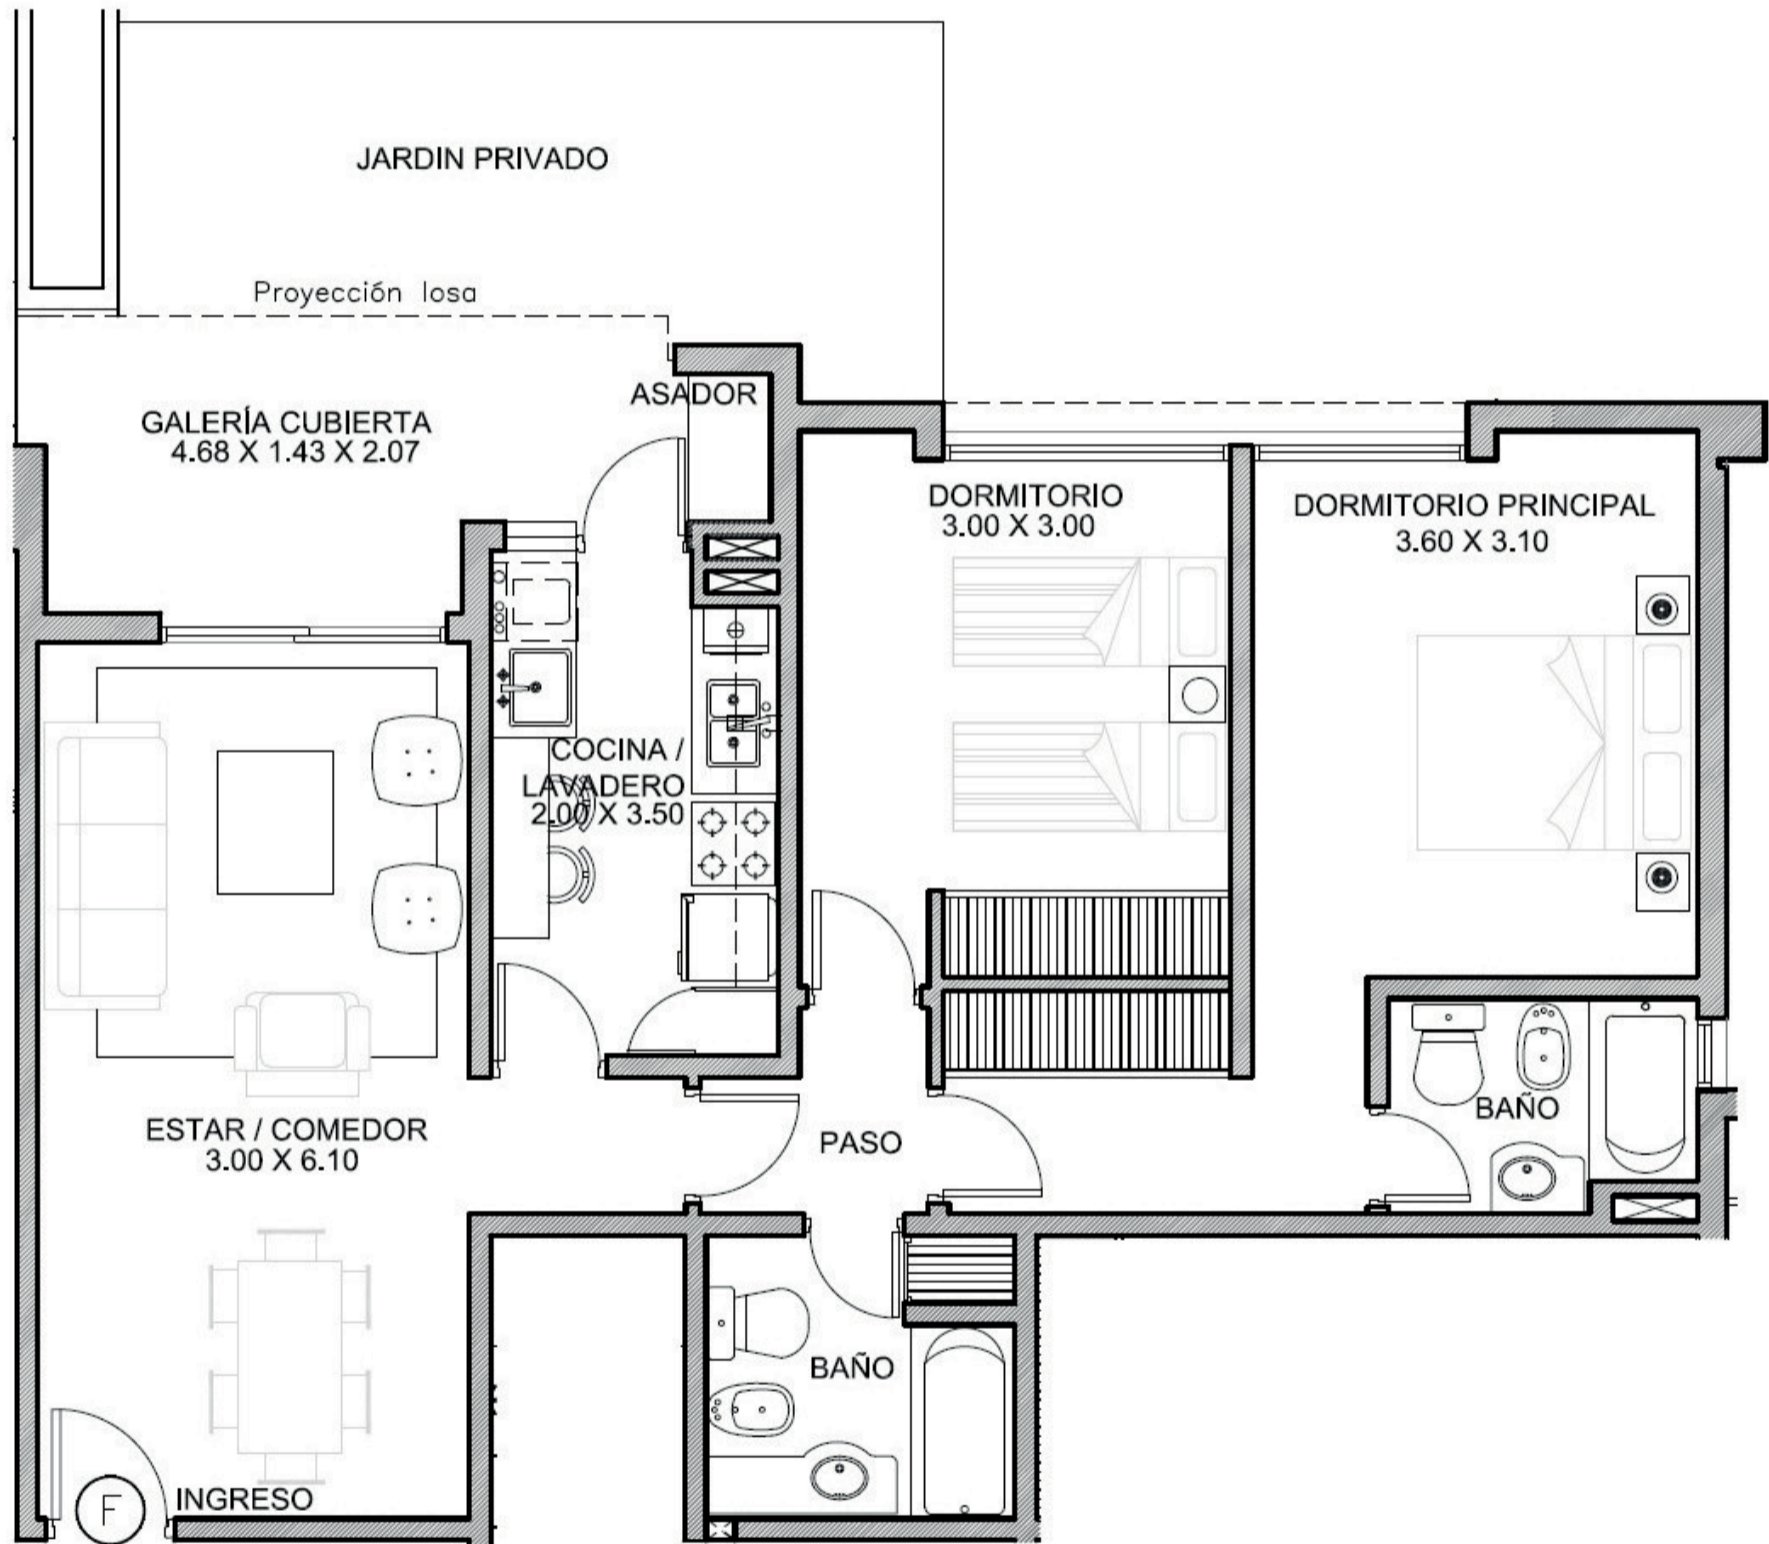 JARDIN PRIVADO
Proyección losa
ASADOR
GALERÍA CUBIERTA
4.68 X 1.43 X 2.07
DORMITORIO
3.00 X 3.00
DORMITORIO PRINCIPAL
3.60 X 3.10
COCINA /
LAVADERO
2.00 X 3.50
ESTAR / COMEDOR
3.00 X 6.10
PASO
BAÑO
BAÑO
INGRESO
F